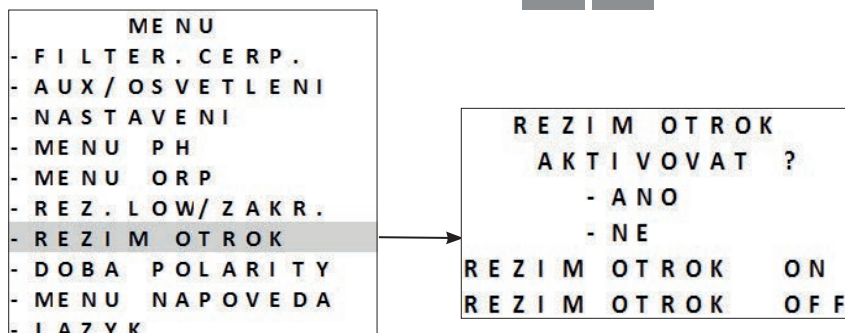 MENU
- FILTER. CERP.
- AUX/OSVETLENI
- NASTAVENI
- MENU PH
- MENU ORP
- REZ. LOW/ZAKR.
- REZIM OTROK
- DOBA POLARITY
- MENU NAPOVEDA
- JAZYK
REZIM OTROK
AKTIVOVAT ?
- ANO
- NE
REZIM OTROK ON
REZIM OTROK OFF